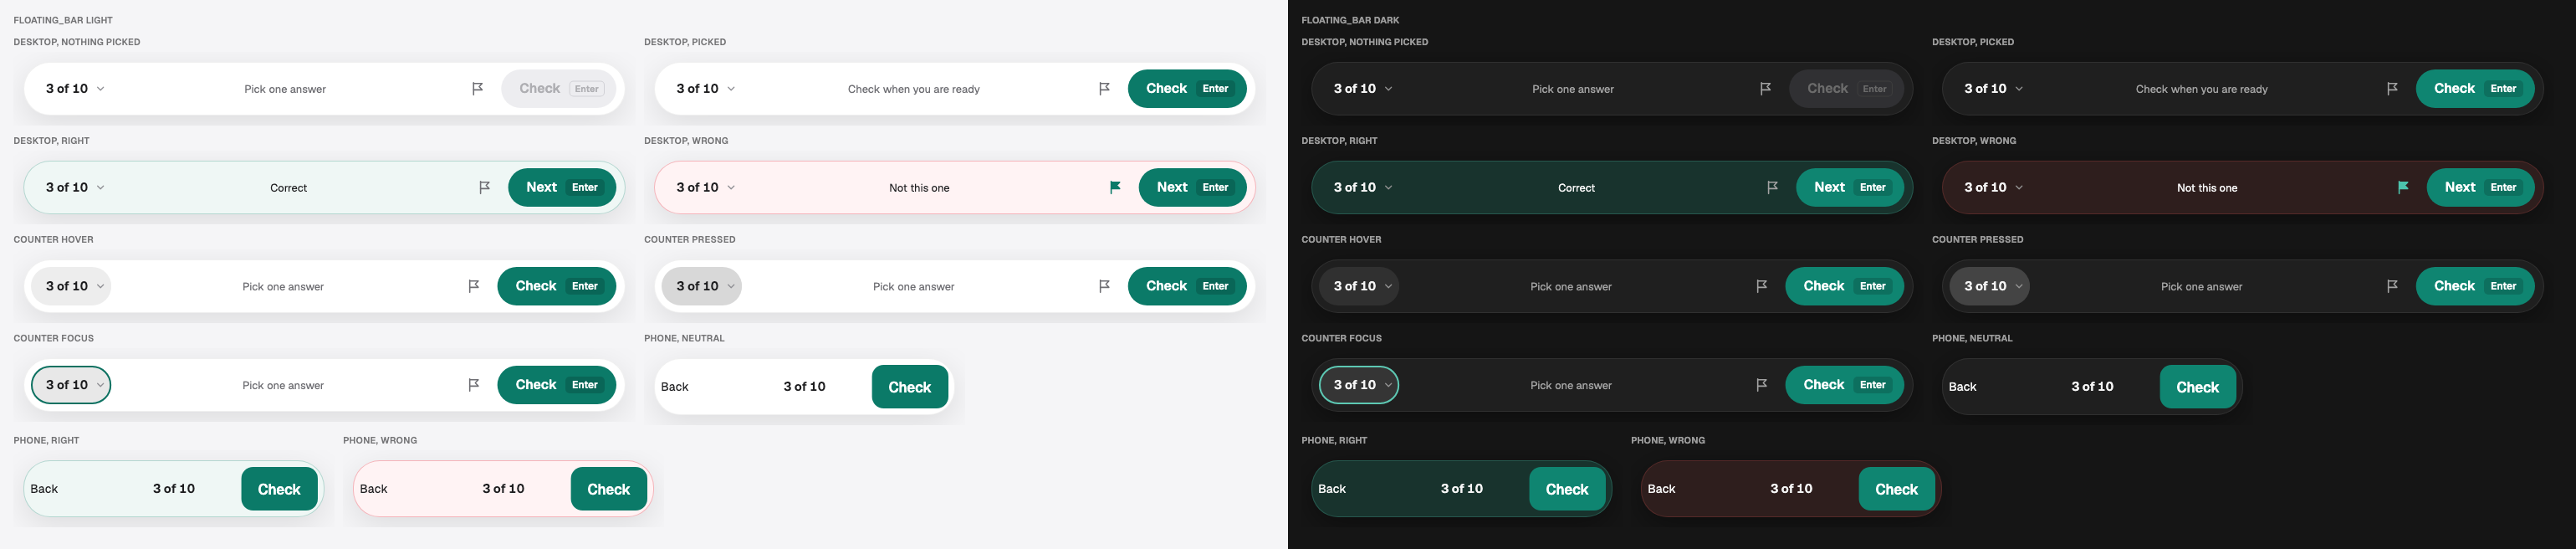 FLOATING_BAR LIGHT
DESKTOP, NOTHING PICKED
DESKTOP, PICKED
3 of 10 Pick one answer Check Enter
3 of 10 Check when you are ready Check Enter
DESKTOP, RIGHT
DESKTOP, WRONG
3 of 10 Correct Next Enter
3 of 10 Not this one Next Enter
COUNTER HOVER
COUNTER PRESSED
3 of 10 Pick one answer Check Enter
3 of 10 Pick one answer Check Enter
COUNTER FOCUS
PHONE, NEUTRAL
3 of 10 Pick one answer Check Enter
Back 3 of 10 Check
PHONE, RIGHT
PHONE, WRONG
Back 3 of 10 Check
Back 3 of 10 Check
FLOATING_BAR DARK
DESKTOP, NOTHING PICKED
DESKTOP, PICKED
3 of 10 Pick one answer Check Enter
3 of 10 Check when you are ready Check Enter
DESKTOP, RIGHT
DESKTOP, WRONG
3 of 10 Correct Next Enter
3 of 10 Not this one Next Enter
COUNTER HOVER
COUNTER PRESSED
3 of 10 Pick one answer Check Enter
3 of 10 Pick one answer Check Enter
COUNTER FOCUS
PHONE, NEUTRAL
3 of 10 Pick one answer Check Enter
Back 3 of 10 Check
PHONE, RIGHT
PHONE, WRONG
Back 3 of 10 Check
Back 3 of 10 Check